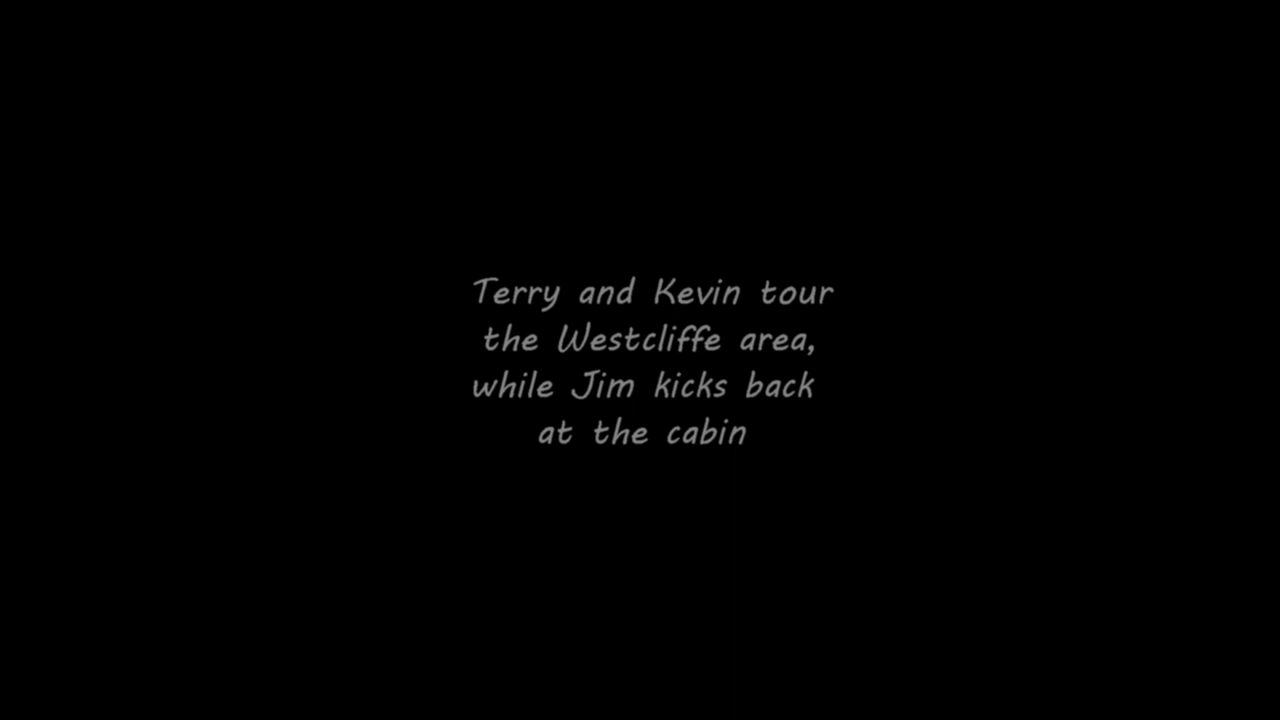 Terry and Kevin tour
the Westcliffe area,
while Jim kicks back
at the cabin